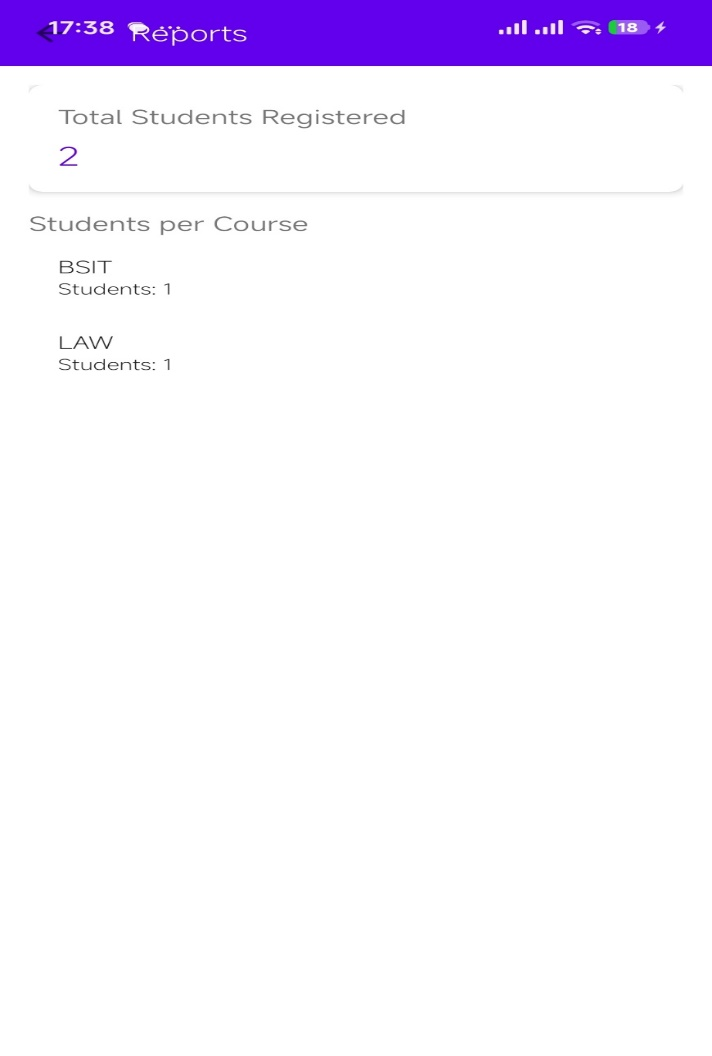 17:38
Reports
18
Total Students Registered
2
Students per Course
BSIT
Students: 1
LAW
Students: 1